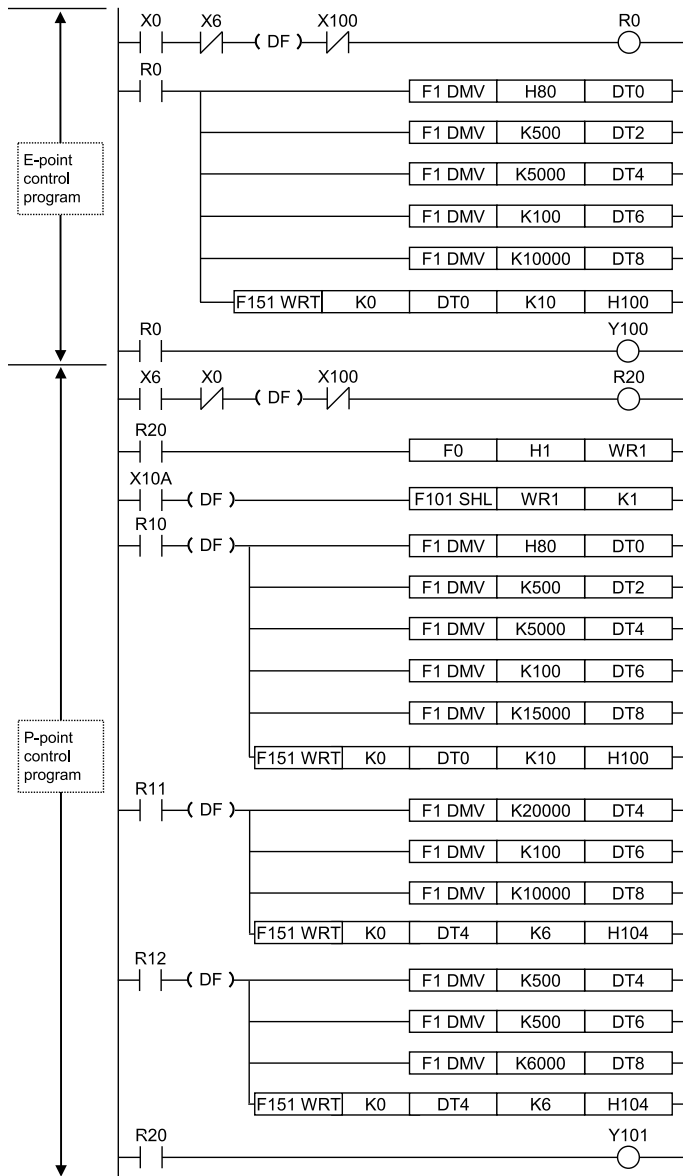 X0 X6 ( DF ) X100 R0
R0
F1 DMV H80 DT0
F1 DMV K500 DT2
E-point
control
program
F1 DMV K5000 DT4
F1 DMV K100 DT6
F1 DMV K10000 DT8
F151 WRT K0 DT0 K10 H100
R0 Y100
X6 X0 ( DF ) X100 R20
R20
F0 H1 WR1
X10A
( DF ) F101 SHL WR1 K1
R10
( DF ) F1 DMV H80 DT0
F1 DMV K500 DT2
F1 DMV K5000 DT4
F1 DMV K100 DT6
F1 DMV K15000 DT8
P-point
control
program
F151 WRT K0 DT0 K10 H100
R11
( DF ) F1 DMV K20000 DT4
F1 DMV K100 DT6
F1 DMV K10000 DT8
F151 WRT K0 DT4 K6 H104
R12
( DF ) F1 DMV K500 DT4
F1 DMV K500 DT6
F1 DMV K6000 DT8
F151 WRT K0 DT4 K6 H104
R20 Y101